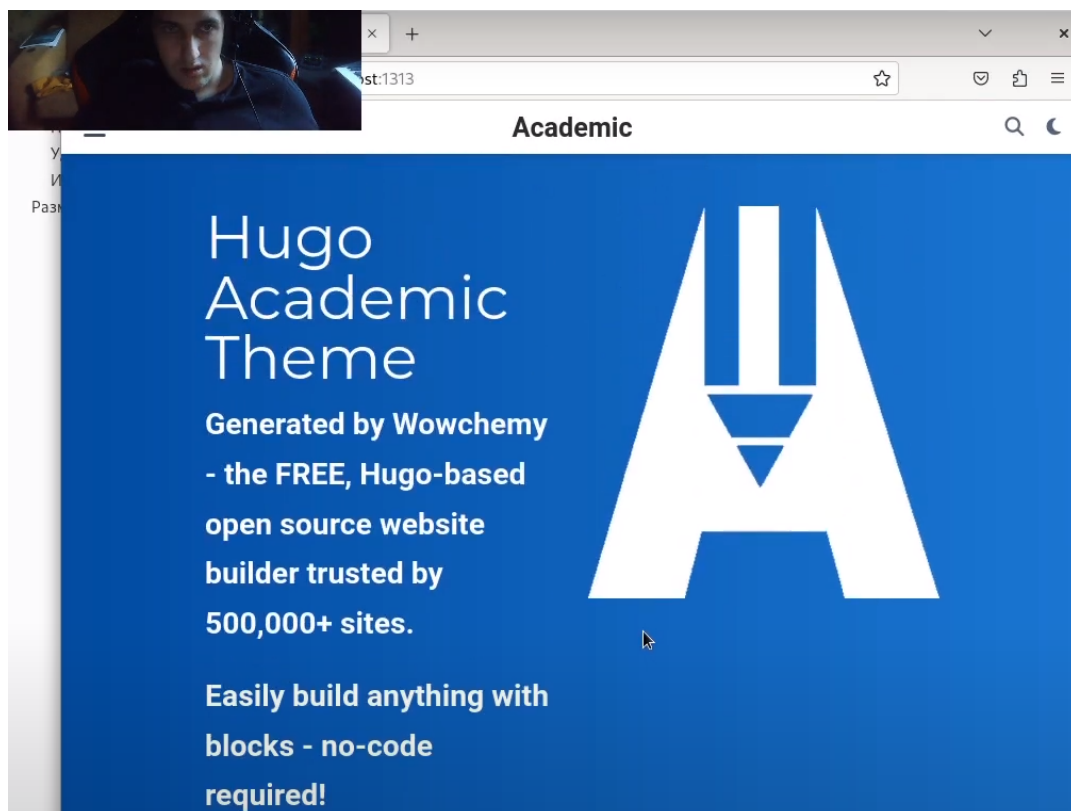 st:1313
Academic
Разм
Hugo
Academic
Theme
Generated by Wowchemy
- the FREE, Hugo-based
open source website
builder trusted by
500,000+ sites.
Easily build anything with
blocks - no-code
required!